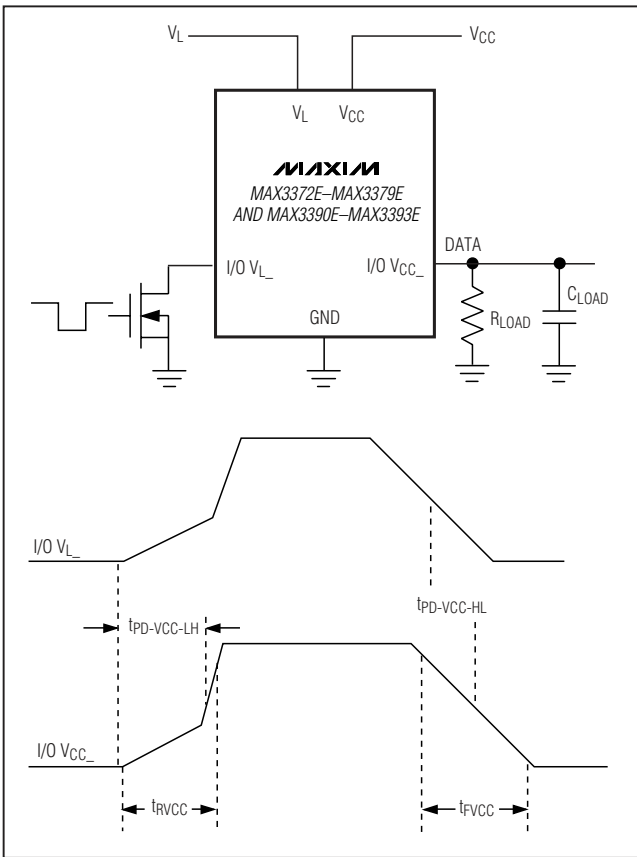 VL VCC
VL VCC
MAXIM
MAX3372E–MAX3379E
AND MAX3390E–MAX3393E
DATA
I/O VL_ I/O VCC_
RLOAD CLOAD
GND
I/O VL_
tPD-VCC-LH tPD-VCC-HL
I/O VCC_
tRVCC tFVCC